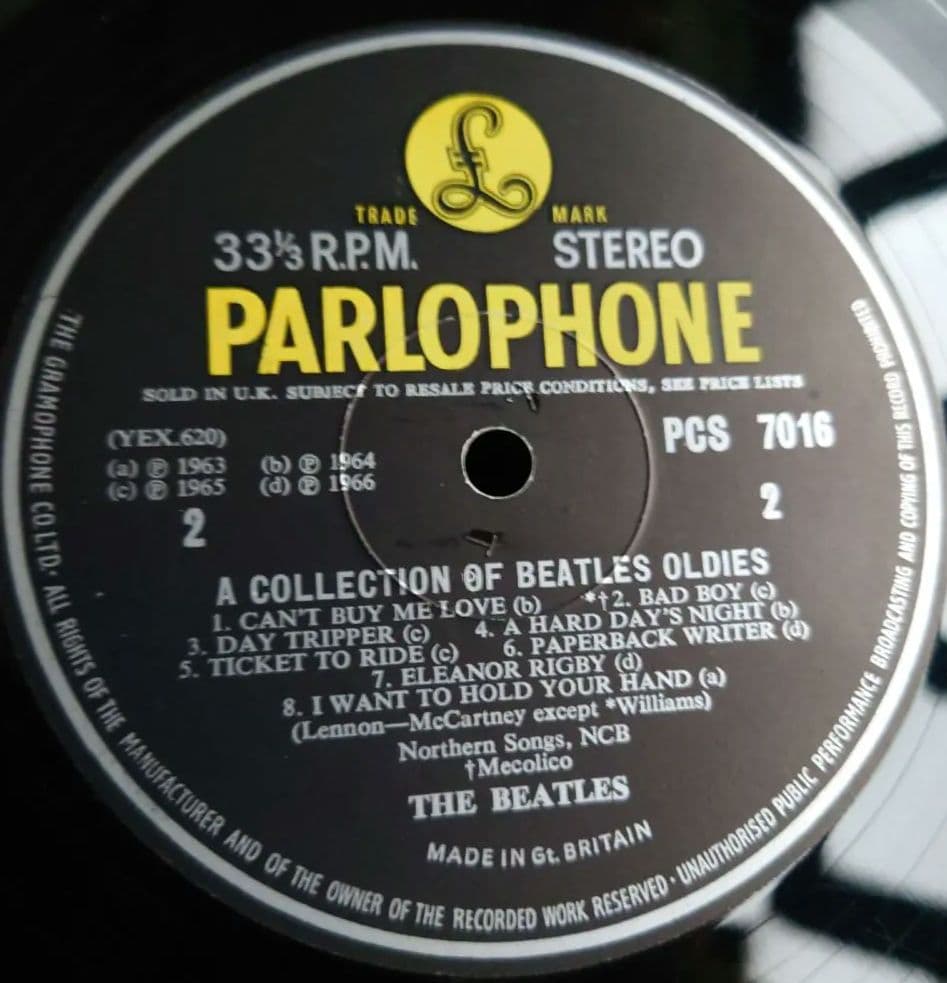 £
TRADE MARK
33⅓ R.P.M. STEREO
PARLOPHONE
SOLD IN U.K. SUBJECT TO RESALE PRICE CONDITIONS, SEE PRICE LISTS
(YEX.620) PCS 7016
(a) ℗ 1963 (b) ℗ 1964
(c) ℗ 1965 (d) ℗ 1966
2 2
A COLLECTION OF BEATLES OLDIES
1. CAN'T BUY ME LOVE (b) *†2. BAD BOY (c)
3. DAY TRIPPER (c) 4. A HARD DAY'S NIGHT (b)
5. TICKET TO RIDE (c) 6. PAPERBACK WRITER (d)
7. ELEANOR RIGBY (d)
8. I WANT TO HOLD YOUR HAND (a)
(Lennon—McCartney except *Williams)
Northern Songs, NCB
†Mecolico
THE BEATLES
MADE IN Gt. BRITAIN
THE GRAMOPHONE CO. LTD. · ALL RIGHTS OF THE MANUFACTURER AND OF THE OWNER OF THE RECORDED WORK RESERVED · UNAUTHORISED PUBLIC PERFORMANCE BROADCASTING AND COPYING OF THIS RECORD PROHIBITED